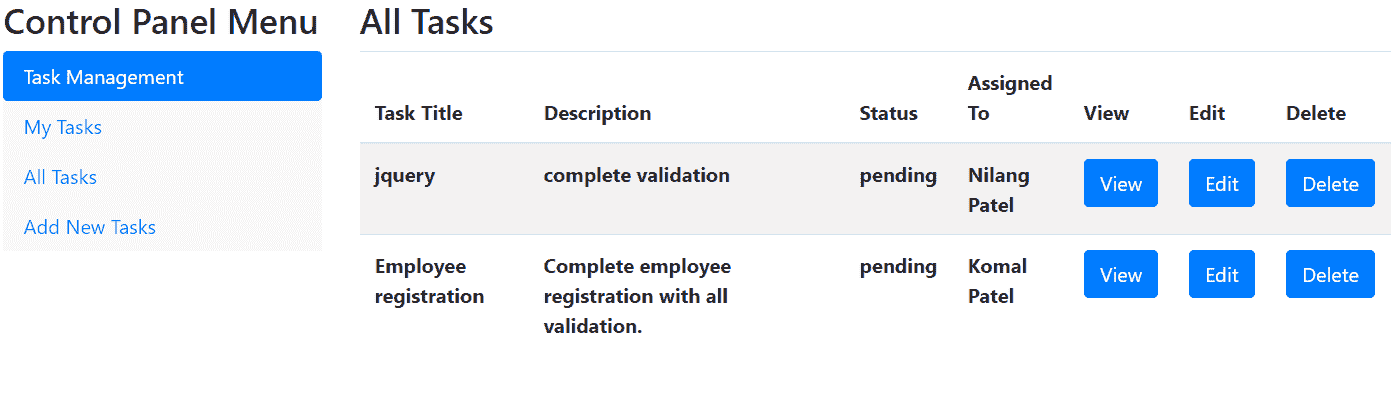 Control Panel Menu
Task Management
My Tasks
All Tasks
Add New Tasks
All Tasks
Task Title Description Status Assigned To View Edit Delete
jquery complete validation pending Nilang Patel View Edit Delete
Employee registration Complete employee registration with all validation. pending Komal Patel View Edit Delete